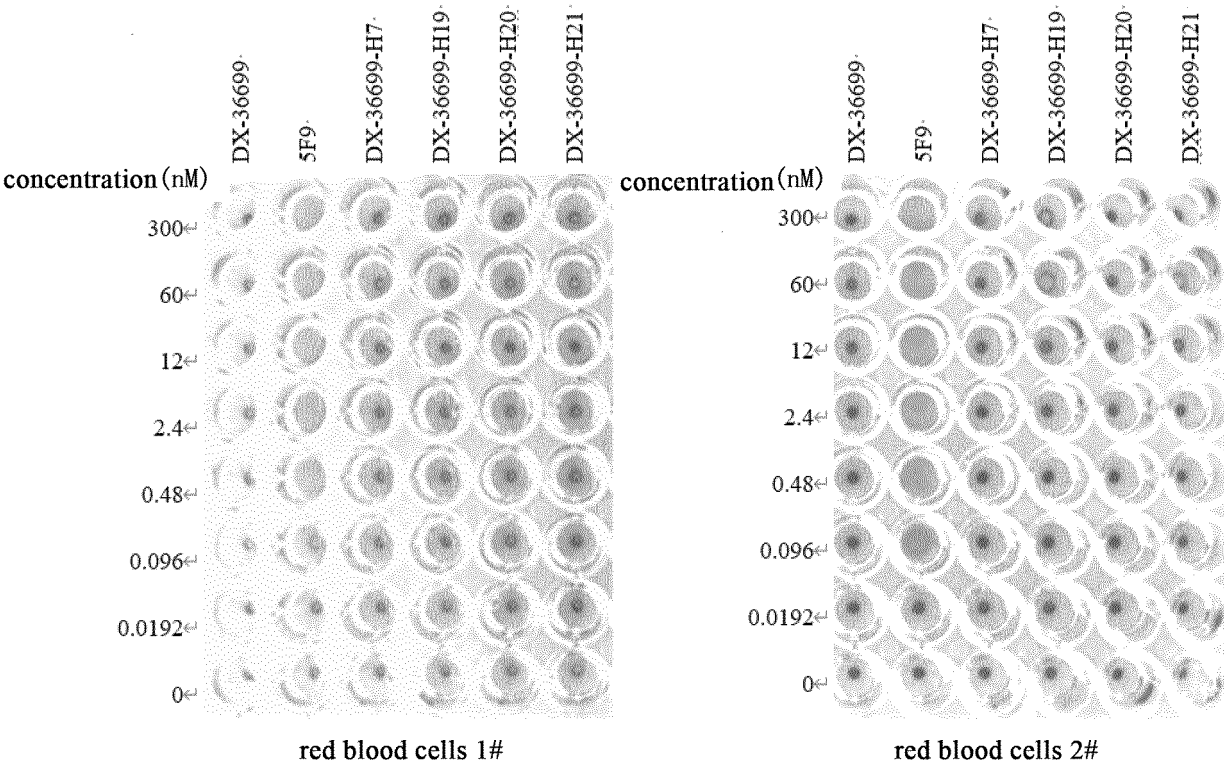 DX-36699
5F9
DX-36699-H7
DX-36699-H19
DX-36699-H20
DX-36699-H21
concentration (nM)
300↵
60↵
12↵
2.4↵
0.48↵
0.096↵
0.0192↵
0↵
red blood cells 1#
DX-36699
5F9
DX-36699-H7
DX-36699-H19
DX-36699-H20
DX-36699-H21
concentration (nM)
300↵
60↵
12↵
2.4↵
0.48↵
0.096↵
0.0192↵
0↵
red blood cells 2#